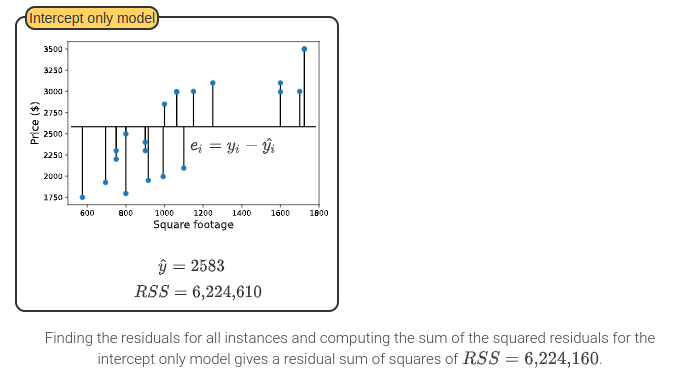 Intercept only model
3500
3250
3000
2750
2500
2250
2000
1750
Price ($)
e_i = y_i − ŷ_i
600 800 1000 1200 1400 1600 1800
Square footage
ŷ = 2583
RSS = 6,224,610
Finding the residuals for all instances and computing the sum of the squared residuals for the
intercept only model gives a residual sum of squares of RSS = 6,224,160.